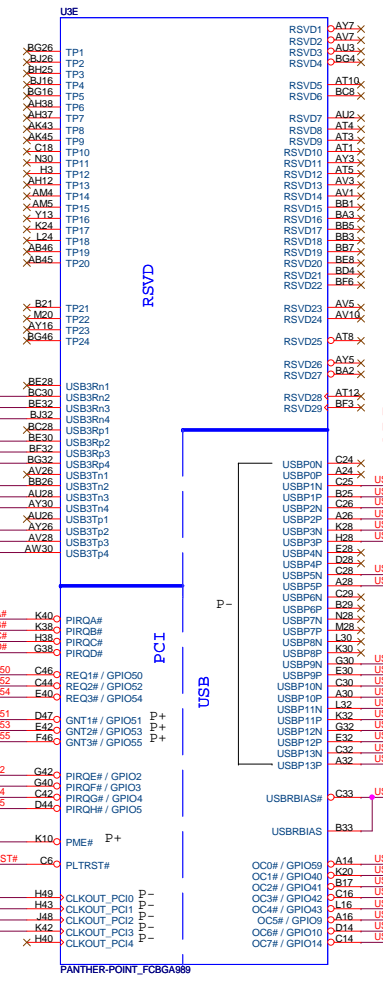 U3E
BG26 TP1
BJ26 TP2
BH25 TP3
BJ16 TP4
BG16 TP5
AH38 TP6
AH37 TP7
AK43 TP8
AK45 TP9
C18 TP10
N30 TP11
H3 TP12
AH12 TP13
AM4 TP14
AM5 TP15
Y13 TP16
K24 TP17
L24 TP18
AB46 TP19
AB45 TP20
B21 TP21
M20 TP22
AY16 TP23
BG46 TP24
BE28 USB3Rn1
BC30 USB3Rn2
BE32 USB3Rn3
BJ32 USB3Rn4
BC28 USB3Rp1
BE30 USB3Rp2
BF32 USB3Rp3
BG32 USB3Rp4
AV26 USB3Tn1
BB26 USB3Tn2
AU28 USB3Tn3
AY30 USB3Tn4
AU26 USB3Tp1
AY26 USB3Tp2
AV28 USB3Tp3
AW30 USB3Tp4
K40 PIRQA#
K38 PIRQB#
H38 PIRQC#
G38 PIRQD#
50 C46 REQ1# / GPIO50
52 C44 REQ2# / GPIO52
54 E40 REQ3# / GPIO54
51 D47 GNT1# / GPIO51 P+
53 E42 GNT2# / GPIO53 P+
55 F46 GNT3# / GPIO55 P+
G42 PIRQE# / GPIO2
G40 PIRQF# / GPIO3
C42 PIRQG# / GPIO4
D44 PIRQH# / GPIO5
K10 PME# P+
ST# C6 PLTRST#
H49 CLKOUT_PCI0 P-
H43 CLKOUT_PCI1 P-
J48 CLKOUT_PCI2 P-
K42 CLKOUT_PCI3 P-
H40 CLKOUT_PCI4 P-
RSVD
PCI
USB
P-
RSVD1 AY7
RSVD2 AV7
RSVD3 AU3
RSVD4 BG4
RSVD5 AT10
RSVD6 BC8
RSVD7 AU2
RSVD8 AT4
RSVD9 AT3
RSVD10 AT1
RSVD11 AY3
RSVD12 AT5
RSVD13 AV3
RSVD14 AV1
RSVD15 BB1
RSVD16 BA3
RSVD17 BB5
RSVD18 BB3
RSVD19 BB7
RSVD20 BE8
RSVD21 BD4
RSVD22 BF6
RSVD23 AV5
RSVD24 AV10
RSVD25 AT8
RSVD26 AY5
RSVD27 BA2
RSVD28 AT12
RSVD29 BF3
USBP0N C24
USBP0P A24
USBP1N C25
USBP1P B25
USBP2N C26
USBP2P A26
USBP3N K28
USBP3P H28
USBP4N E28
USBP4P D28
USBP5N C28
USBP5P A28
USBP6N C29
USBP6P B29
USBP7N N28
USBP7P M28
USBP8N L30
USBP8P K30
USBP9N G30
USBP9P E30
USBP10N C30
USBP10P A30
USBP11N L32
USBP11P K32
USBP12N G32
USBP12P E32
USBP13N C32
USBP13P A32
USBRBIAS# C33
USBRBIAS B33
OC0# / GPIO59 A14
OC1# / GPIO40 K20
OC2# / GPIO41 B17
OC3# / GPIO42 C16
OC4# / GPIO43 L16
OC5# / GPIO9 A16
OC6# / GPIO10 D14
OC7# / GPIO14 C14
PANTHER-POINT_FCBGA989